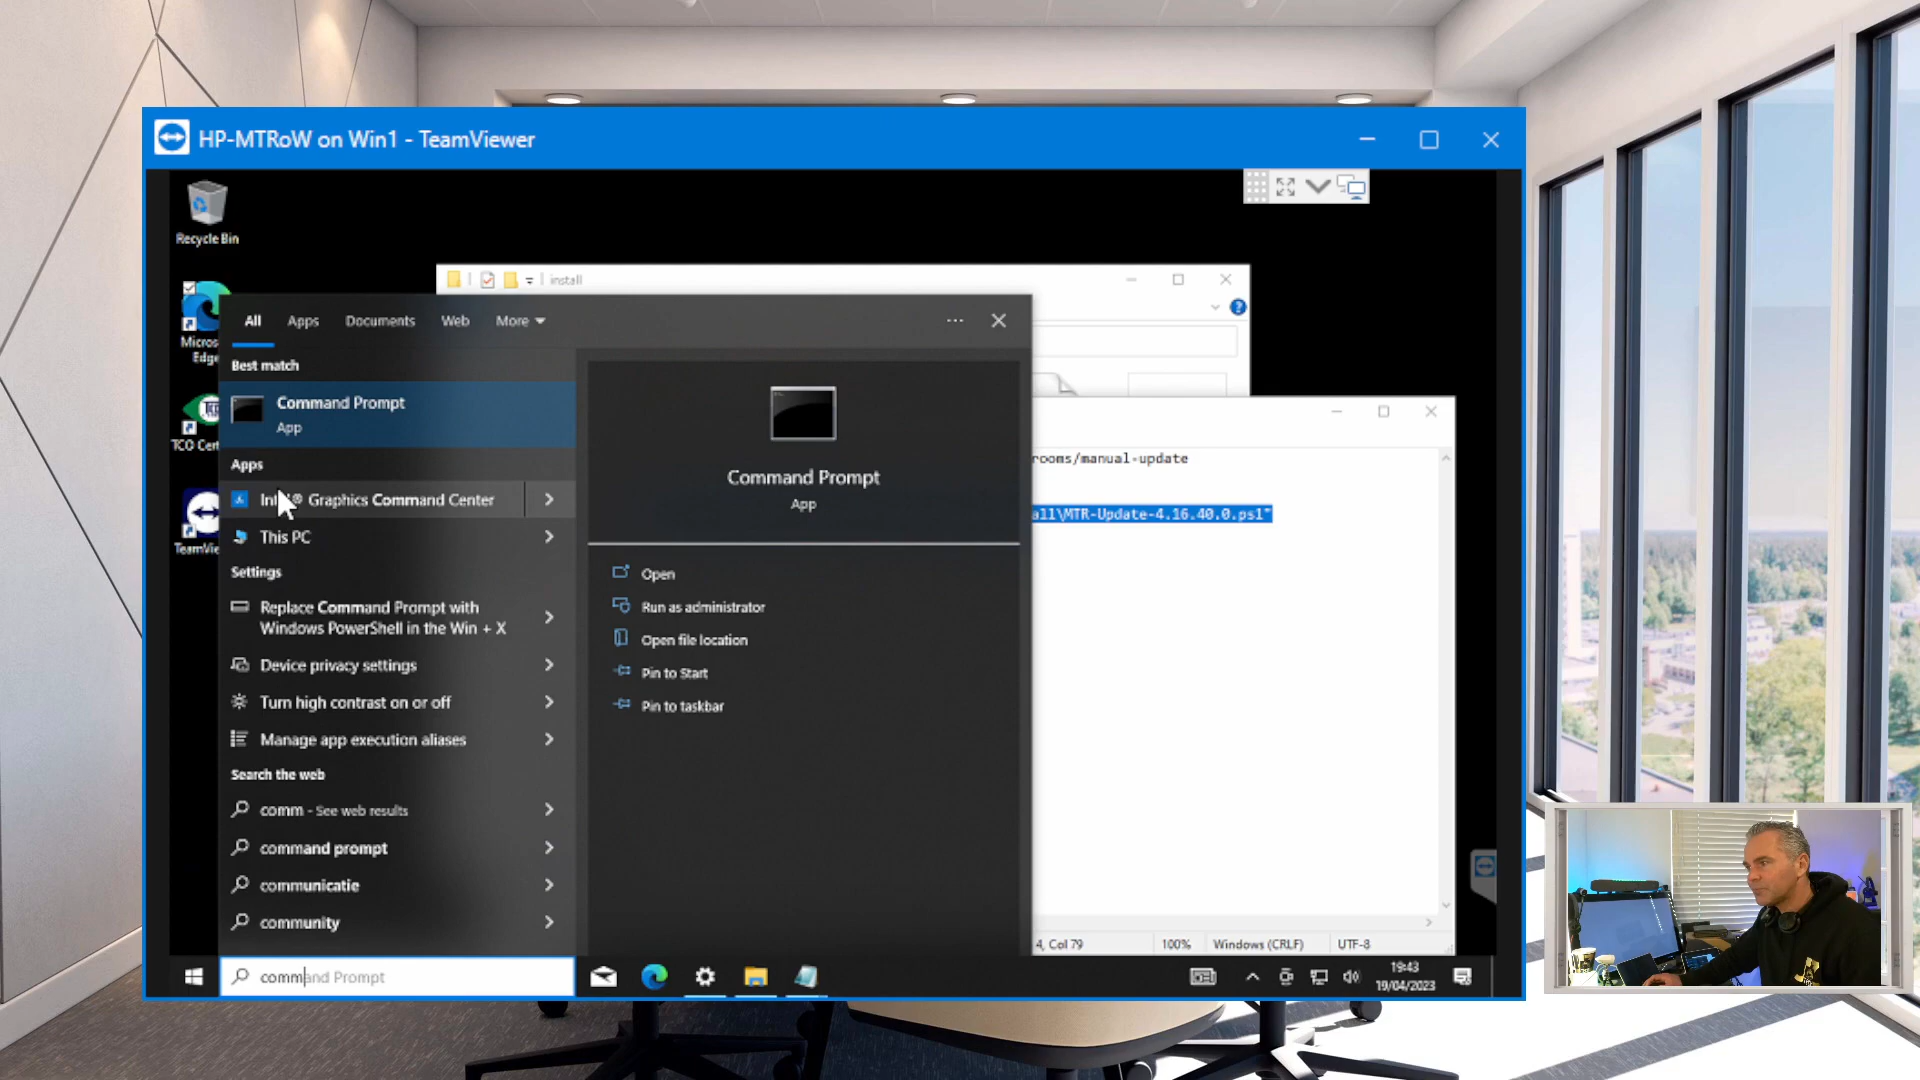 HP-MTRoW on Win1 - TeamViewer
Recycle Bin
install
Micros
Edge
TCO Cert
TeamVie
All
Apps
Documents
Web
More
Best match
Command Prompt
App
Apps
Graphics Command Center
This PC
Settings
Replace Command Prompt with
Windows PowerShell in the Win + X
Device privacy settings
Turn high contrast on or off
Manage app execution aliases
Search the web
comm - See web results
command prompt
communicatie
community
command Prompt
Command Prompt
App
Open
Run as administrator
Open file location
Pin to Start
Pin to taskbar
rooms/manual-update
all\MTR-Update-4.16.40.0.ps1"
4, Col 79
100%
Windows (CRLF)
UTF-8
19:43
19/04/2023